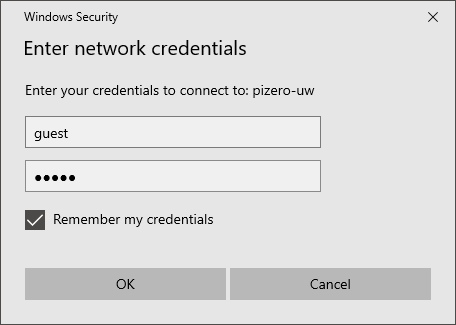 Windows Security
Enter network credentials
Enter your credentials to connect to: pizero-uw
guest
●●●●●
Remember my credentials
OK
Cancel